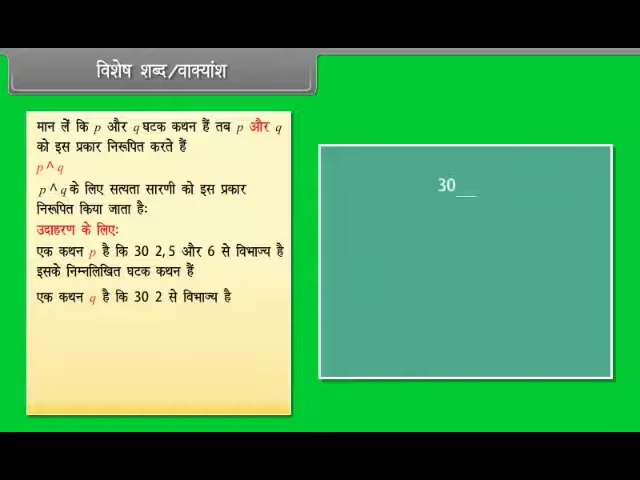 विशेष शब्द/वाक्यांश
मान लें कि p और q घटक कथन हैं तब p और q
को इस प्रकार निरूपित करते हैं
p ^ q
p ^ q के लिए सत्यता सारणी को इस प्रकार
निरूपित किया जाता है:
उदाहरण के लिए:
एक कथन p है कि 30 2, 5 और 6 से विभाज्य है
इसके निम्नलिखित घटक कथन हैं
एक कथन q है कि 30 2 से विभाज्य है
30__